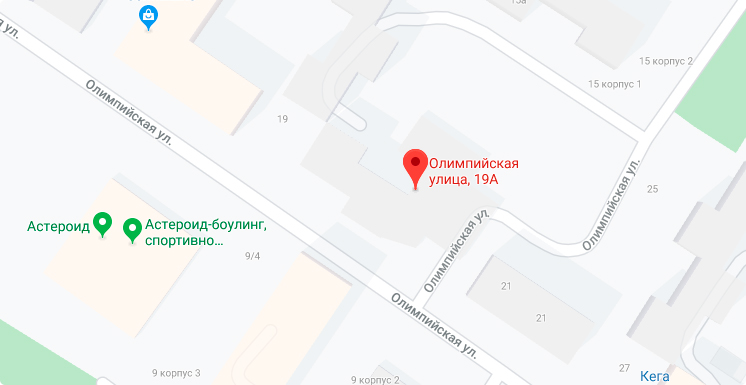 ул.
Олимпийская ул.
19
15 корпус 2
15 корпус 1
Олимпийская
улица, 19А
25
Олимпийская ул.
Олимпийская ул.
Астероид
Астероид-боулинг,
спортивно...
9/4
21
21
Олимпийская ул.
9 корпус 3
9 корпус 2
27
Кега